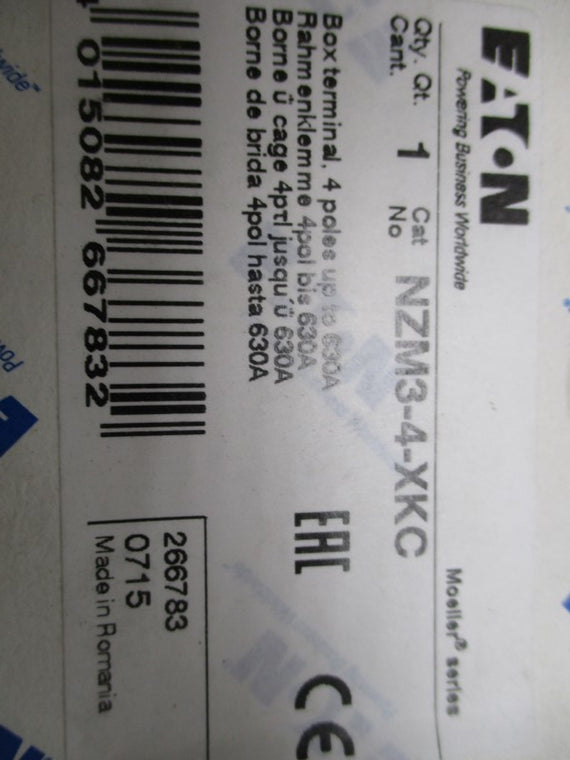 EATON
Powering Business Worldwide
Moeller® series
Qty. Qt. 1 Cat NZM3-4-XKC
Cant. No
Box terminal, 4 poles up to 630A
Rahmenklemme 4pol bis 630A
Borne ű cage 4pτl jusqu´ű 630A
Borne de brida 4pol hasta 630A
EAC
CE
4 015082 667832
266783
0715
Made in Romania